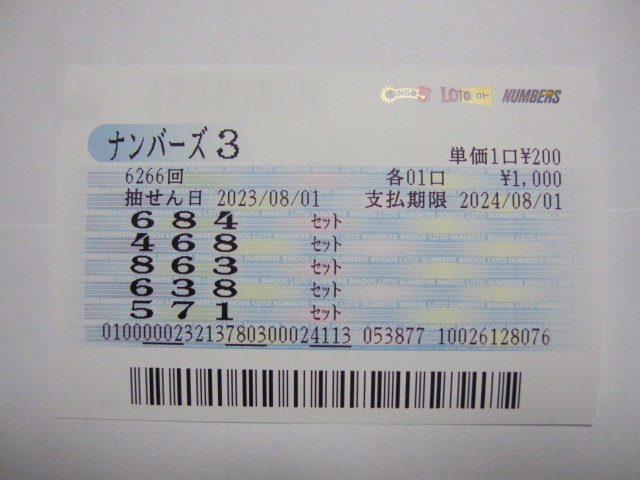 BINGO5 LOTO ロト NUMBERS
ナンバーズ3
単価1口¥200
6266回 各01口 ¥1,000
抽せん日 2023/08/01 支払期限 2024/08/01
684 セット
468 セット
863 セット
638 セット
571 セット
010000023213780300024113 053877 10026128076